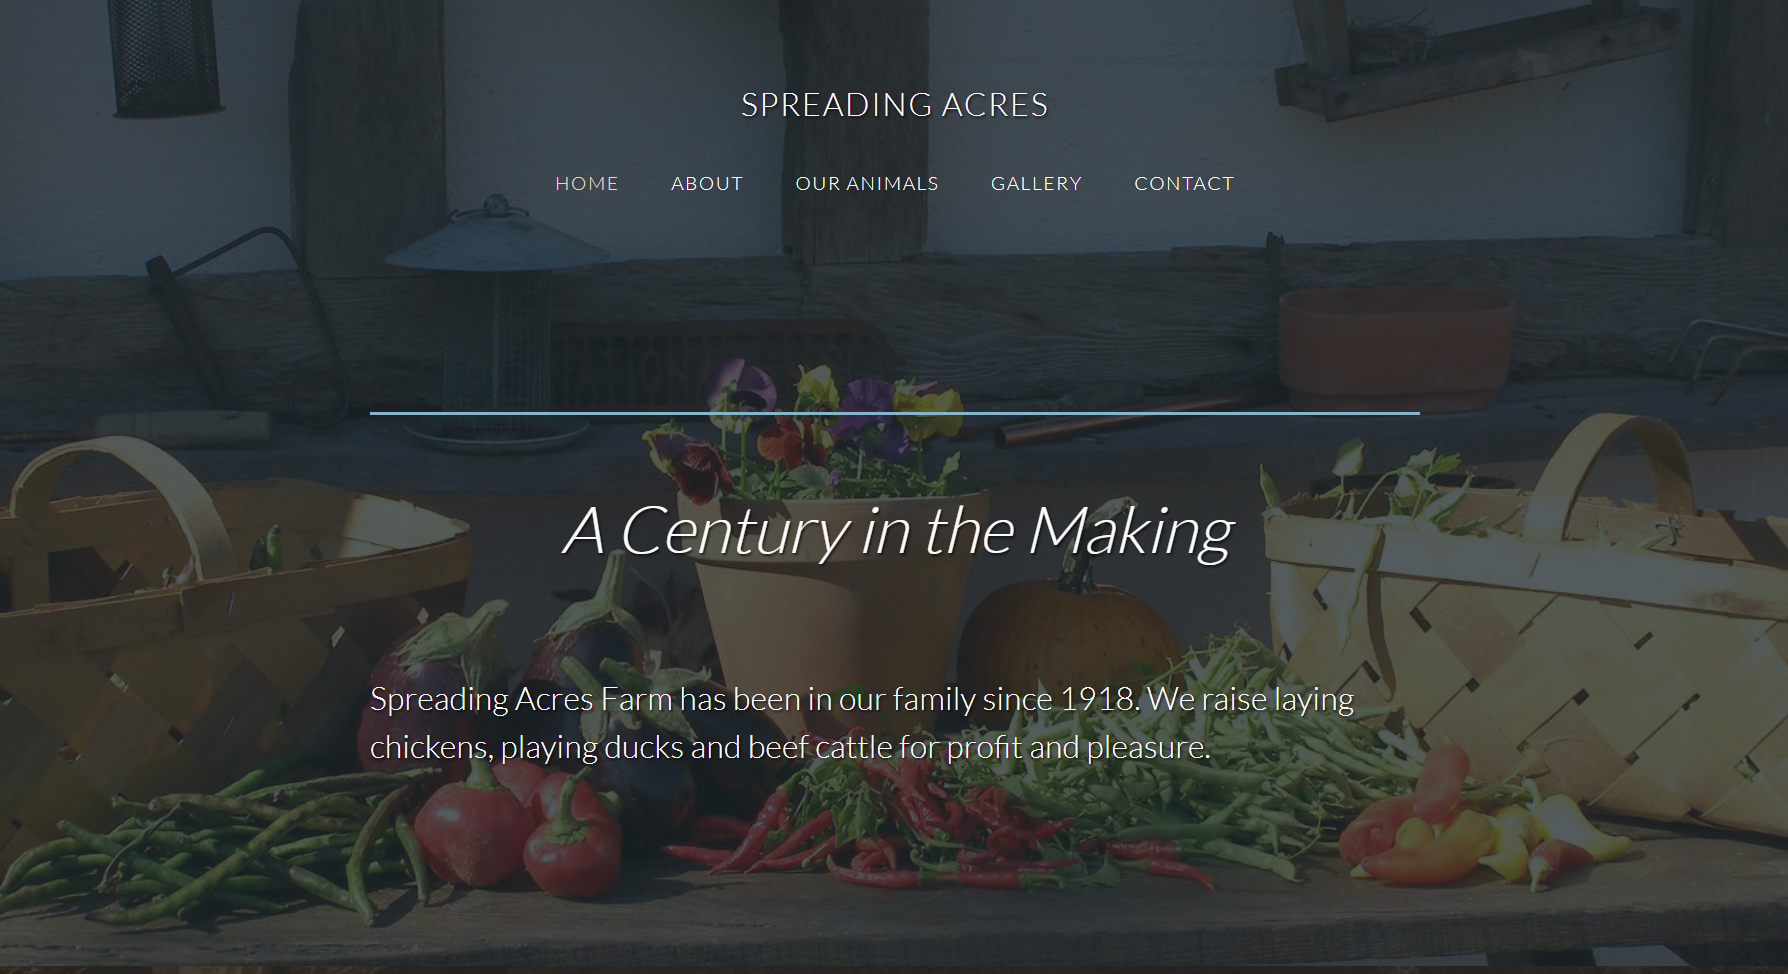 SPREADING ACRES
HOME ABOUT OUR ANIMALS GALLERY CONTACT
A Century in the Making
Spreading Acres Farm has been in our family since 1918. We raise laying
chickens, playing ducks and beef cattle for profit and pleasure.